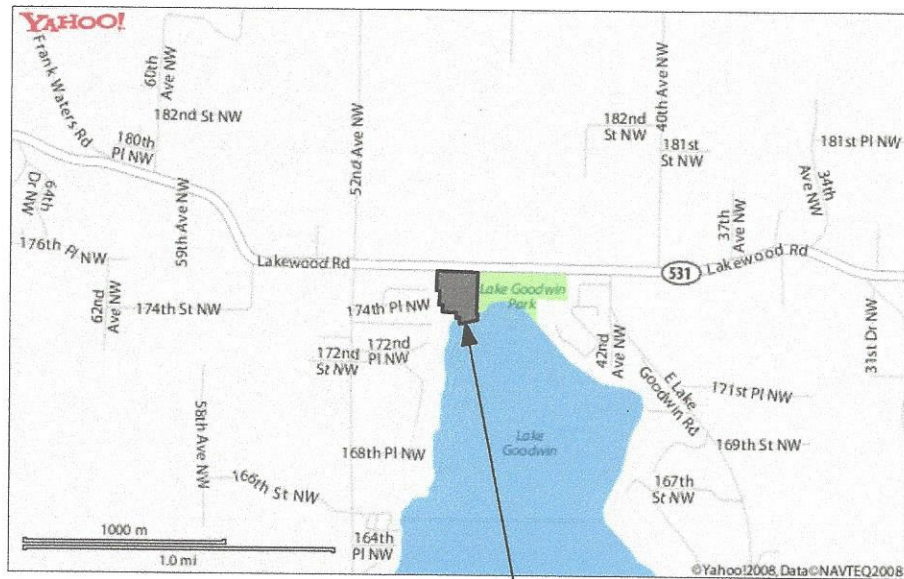 YAHOO!
Frank Waters Rd
60th
Ave NW
182nd St NW
180th
Pl NW
52nd Ave NW
182nd
St NW
40th Ave NW
181st
St NW
181st Pl NW
34th
Ave NW
64th
Dr NW
59th Ave NW
37th
Ave NW
176th Pl NW
Lakewood Rd
531
Lakewood Rd
62nd
Ave NW
174th St NW
174th Pl NW
Lake Goodwin
Park
172nd
Pl NW
172nd
St NW
42nd
Ave NW
31st Dr NW
E Lake
Goodwin Rd
171st Pl NW
58th Ave NW
Lake
Goodwin
168th Pl NW
169th St NW
166th St NW
167th
St NW
1000 m
164th
Pl NW
1.0 mi
©Yahoo!2008, Data©NAVTEQ2008